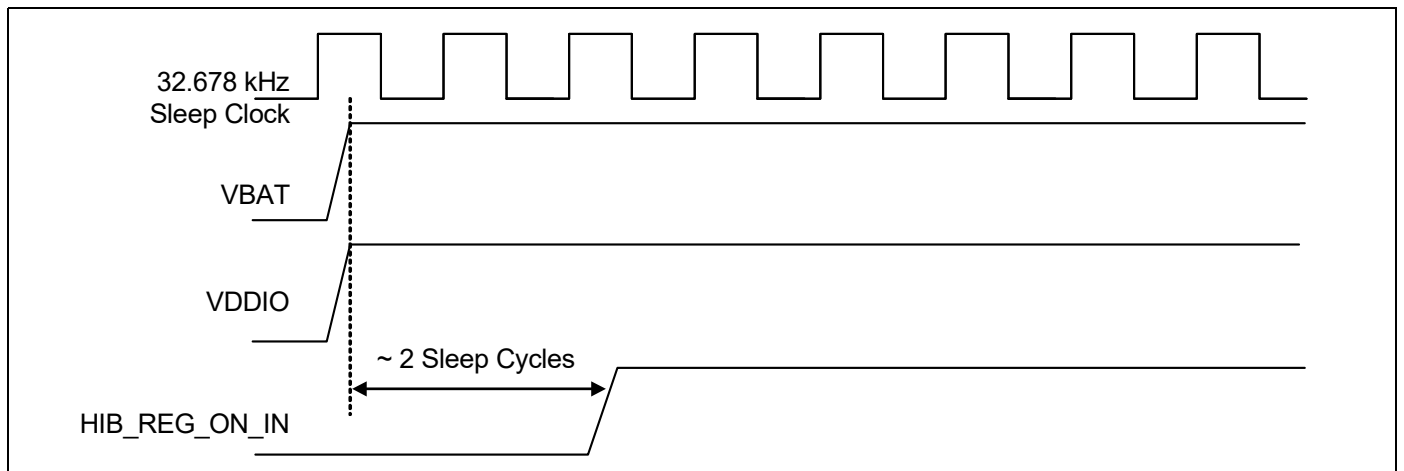 32.678 kHz
Sleep Clock
VBAT
VDDIO
~ 2 Sleep Cycles
HIB_REG_ON_IN